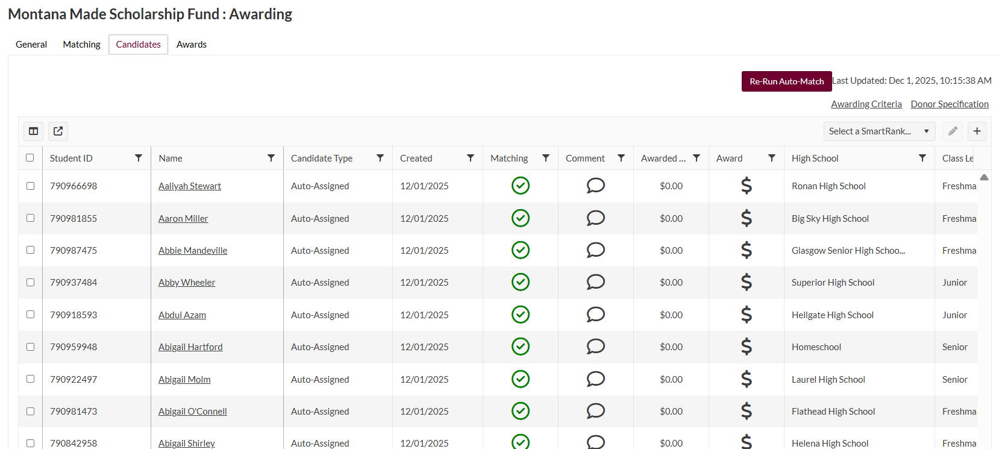 Montana Made Scholarship Fund : Awarding
General Matching Candidates Awards
Re-Run Auto-Match Last Updated: Dec 1, 2025, 10:15:38 AM
Awarding Criteria Donor Specification
Select a SmartRank...
Student ID Name Candidate Type Created Matching Comment Awarded ... Award High School Class Le
790966698 Aaliyah Stewart Auto-Assigned 12/01/2025 $0.00 $ Ronan High School Freshma
790981855 Aaron Miller Auto-Assigned 12/01/2025 $0.00 $ Big Sky High School Freshma
790987475 Abbie Mandeville Auto-Assigned 12/01/2025 $0.00 $ Glasgow Senior High Schoo... Freshma
790937484 Abby Wheeler Auto-Assigned 12/01/2025 $0.00 $ Superior High School Junior
790918593 Abdul Azam Auto-Assigned 12/01/2025 $0.00 $ Hellgate High School Junior
790959948 Abigail Hartford Auto-Assigned 12/01/2025 $0.00 $ Homeschool Senior
790922497 Abigail Molm Auto-Assigned 12/01/2025 $0.00 $ Laurel High School Senior
790981473 Abigail O'Connell Auto-Assigned 12/01/2025 $0.00 $ Flathead High School Freshma
790842958 Abigail Shirley Auto-Assigned 12/01/2025 $0.00 $ Helena High School Freshma